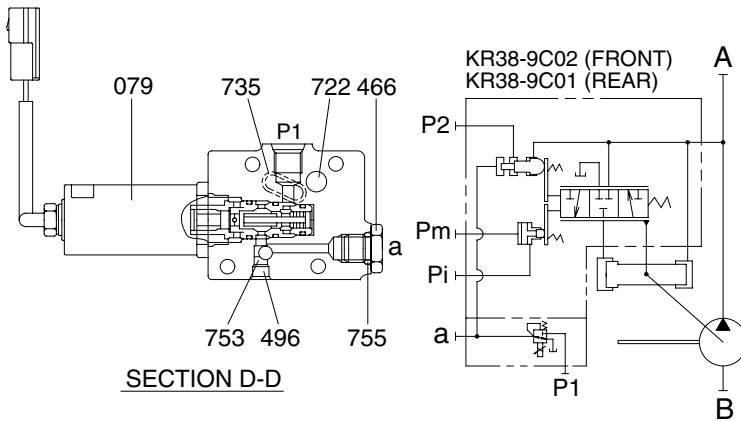 079
735
722 466
P1
a
753 496
755
SECTION D-D
KR38-9C02 (FRONT)
KR38-9C01 (REAR)
A
P2
Pm
Pi
a
P1
B